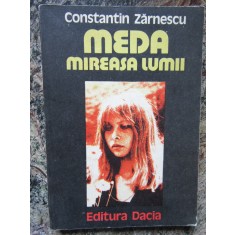 Constantin Zărnescu
MEDA
MIREASA LUMII
Editura Dacia